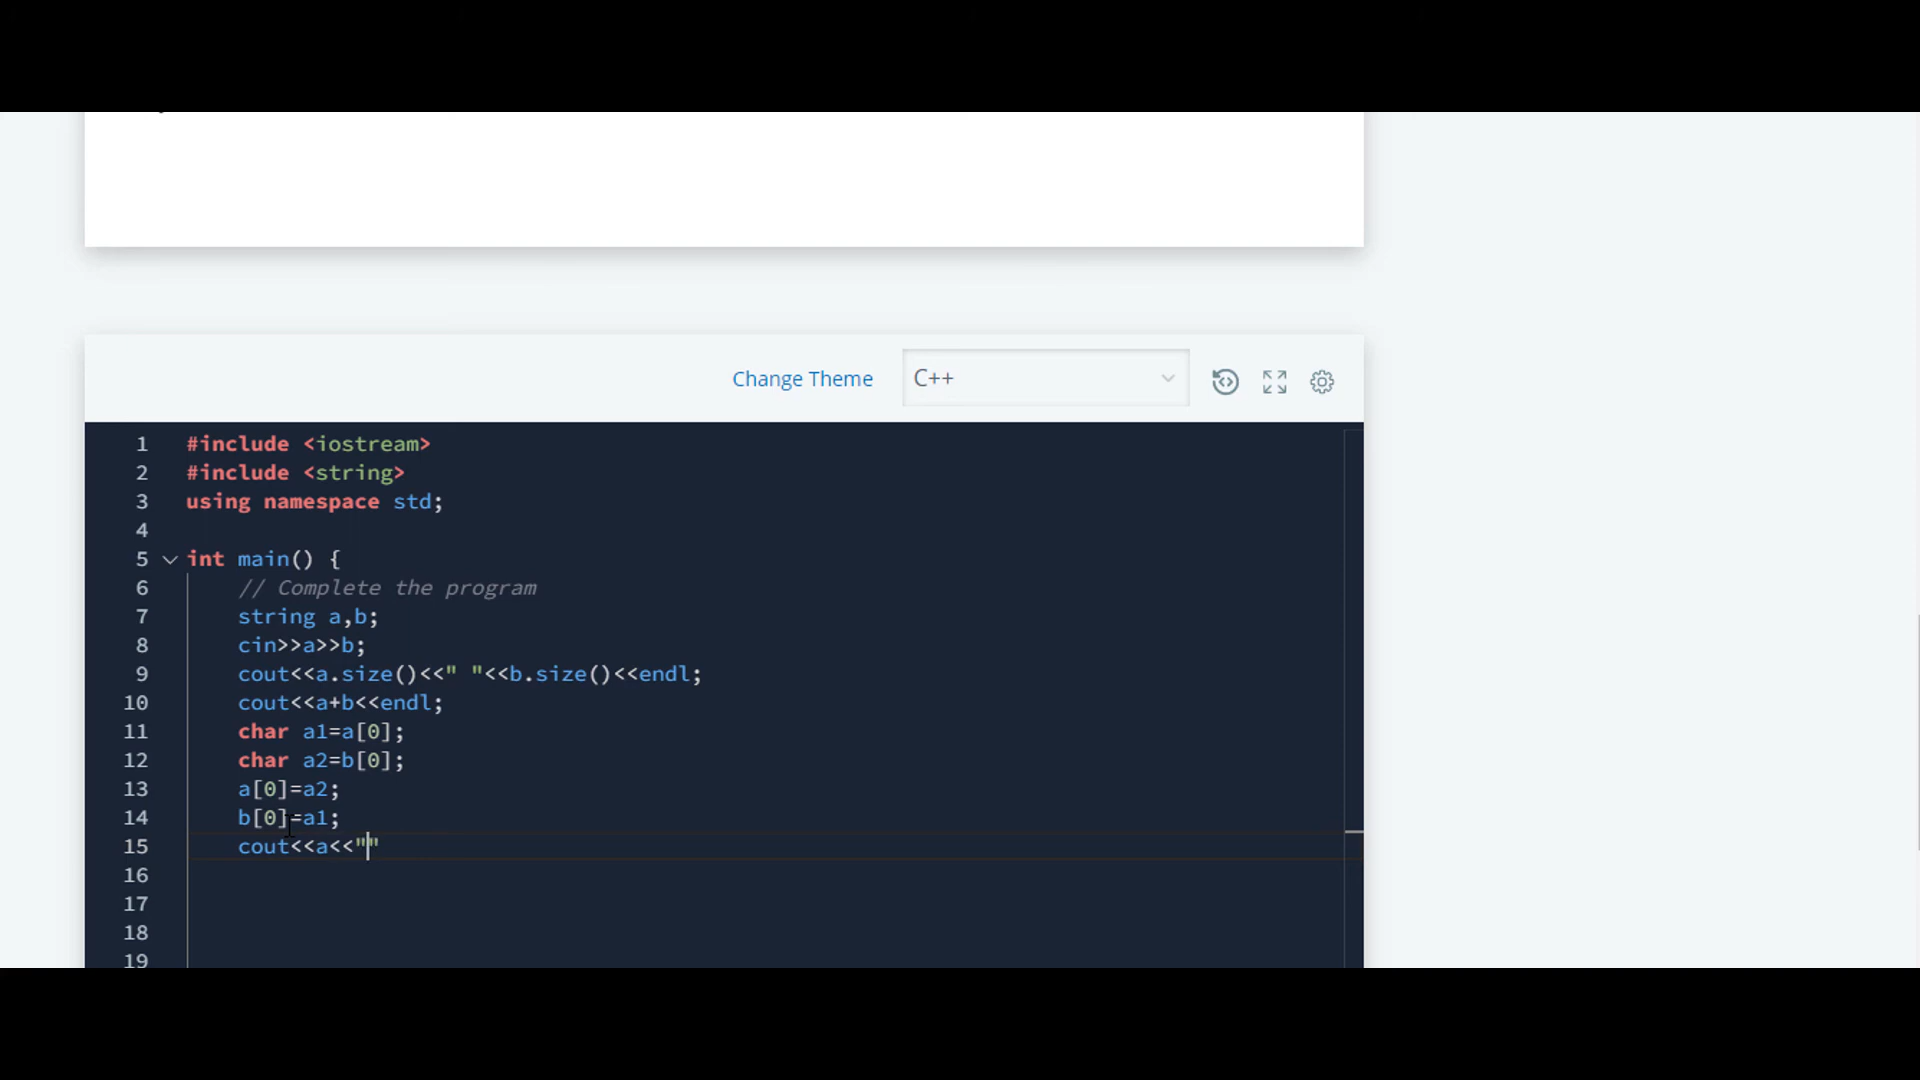 Change Theme
C++
1 #include <iostream>
2 #include <string>
3 using namespace std;
4
5 int main() {
6 // Complete the program
7 string a,b;
8 cin>>a>>b;
9 cout<<a.size()<<" "<<b.size()<<endl;
10 cout<<a+b<<endl;
11 char a1=a[0];
12 char a2=b[0];
13 a[0]=a2;
14 b[0]=a1;
15 cout<<a<<""
16
17
18
19